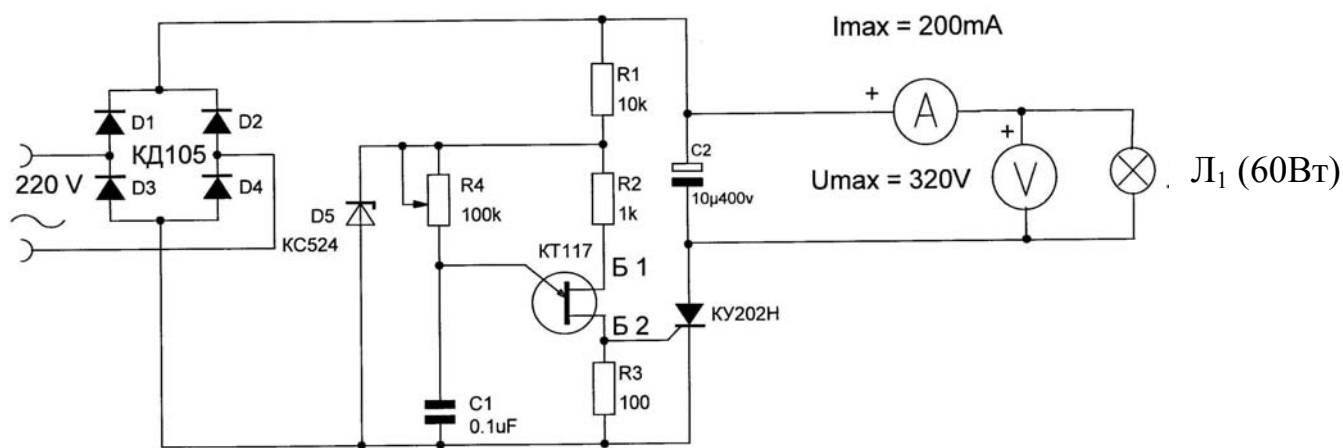 Imax = 200mA
R1
10k
D1
D2
+
A
КД105
C2
+
220 V
R4
100k
R2
1k
10µ400v
Umax = 320V
V
Л1 (60Вт)
D3
D4
D5
КС524
КТ117
Б 1
КУ202Н
Б 2
R3
100
C1
0.1uF